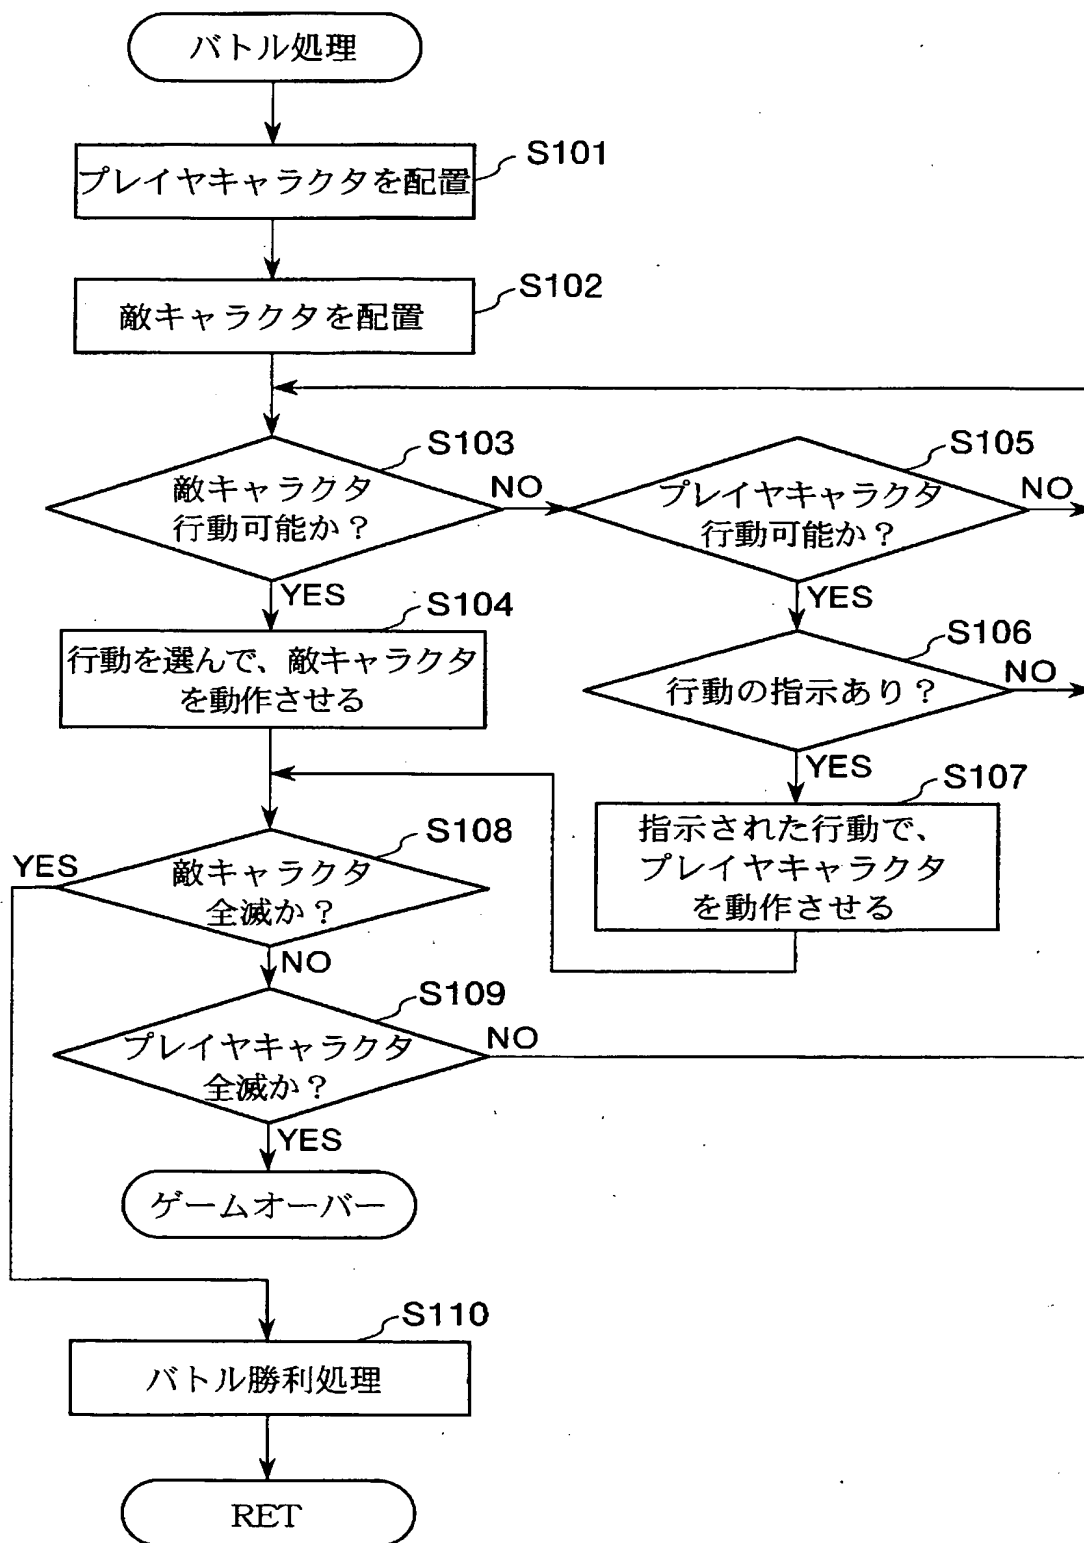 バトル処理
S101
プレイヤキャラクタを配置
S102
敵キャラクタを配置
S103
敵キャラクタ
行動可能か？
NO
YES
S105
プレイヤキャラクタ
行動可能か？
NO
YES
S104
行動を選んで、敵キャラクタ
を動作させる
S106
行動の指示あり？
NO
YES
S107
指示された行動で、
プレイヤキャラクタ
を動作させる
S108
YES
敵キャラクタ
全滅か？
NO
S109
プレイヤキャラクタ
全滅か？
NO
YES
ゲームオーバー
S110
バトル勝利処理
RET